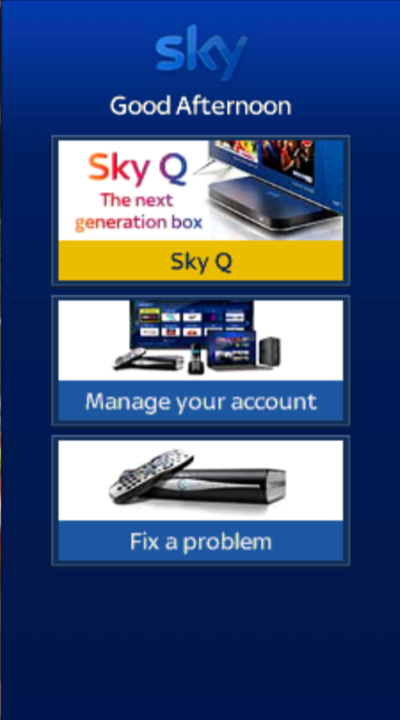 sky
Good Afternoon
Sky Q
The next
generation box
Sky Q
Manage your account
Fix a problem